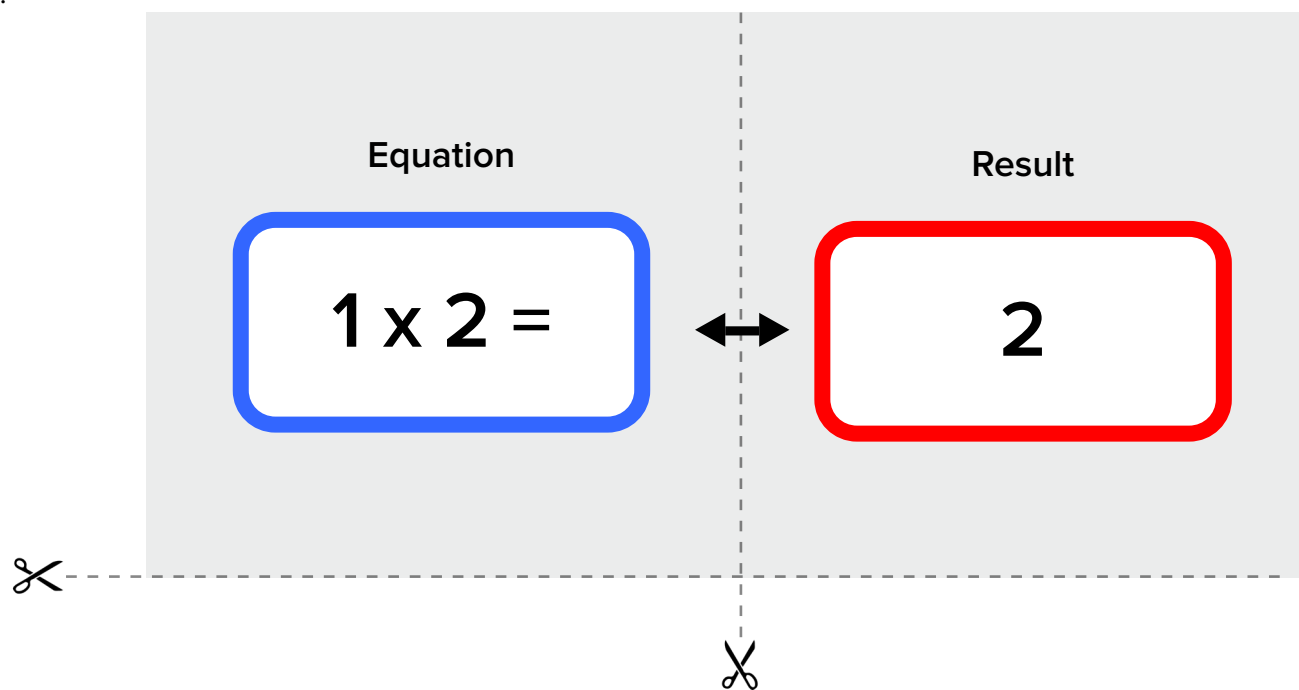 .
Equation
Result
1 x 2 =
2